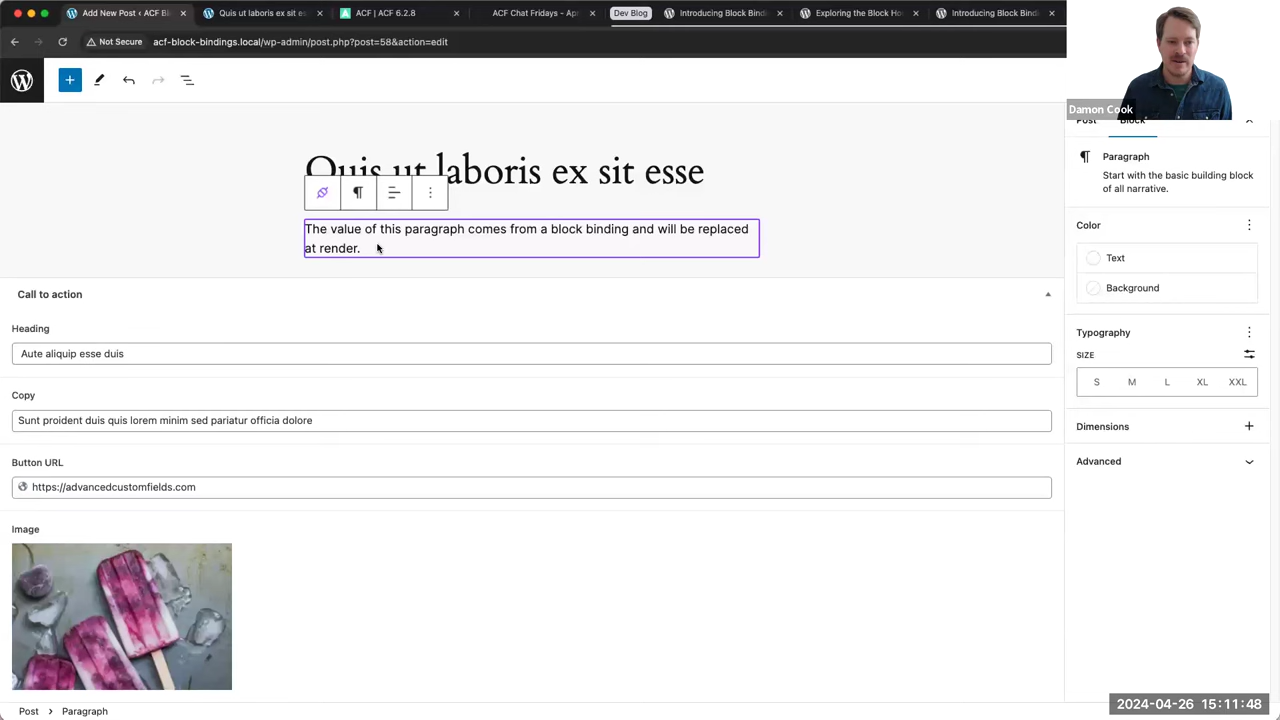 Add New Post ‹ ACF Bl
Quis ut laboris ex sit es
ACF | ACF 6.2.8
ACF Chat Fridays – Apr
Dev Blog
Introducing Block Bind
Exploring the Block Ho
Introducing Block Bind
Not Secure
acf-block-bindings.local/wp-admin/post.php?post=58&action=edit
Damon Cook
Post
Block
Quis ut laboris ex sit esse
Paragraph
Start with the basic building block
of all narrative.
The value of this paragraph comes from a block binding and will be replaced
at render.
Color
Text
Background
Call to action
Heading
Aute aliquip esse duis
Typography
SIZE
S M L XL XXL
Copy
Sunt proident duis quis lorem minim sed pariatur officia dolore
Dimensions
Button URL
Advanced
https://advancedcustomfields.com
Image
Post > Paragraph
2024-04-26 15:11:48